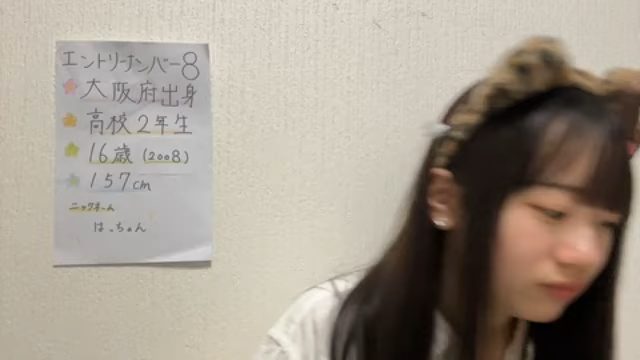 エントリーナンバー8
大阪府出身
高校2年生
16歳 (2008)
157cm
ニックネーム
はっちゃん